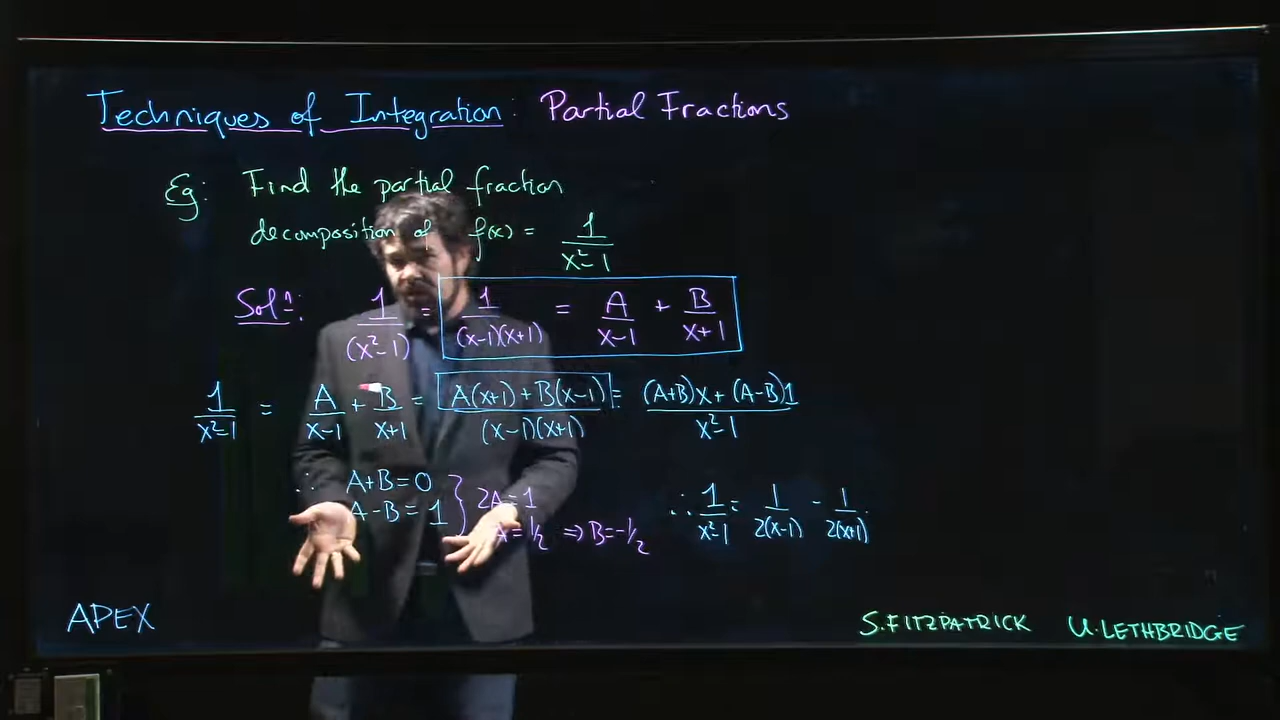 Techniques of Integration: Partial Fractions
Eg: Find the partial fraction
decomposition of f(x) = 1/(x²-1)
Solⁿ: 1/(x²-1) = 1/((x-1)(x+1)) = A/(x-1) + B/(x+1)
1/(x²-1) = A/(x-1) + B/(x+1) = (A(x+1) + B(x-1))/((x-1)(x+1)) = ((A+B)x + (A-B)1)/(x²-1)
∴ A+B=0
A-B=1 } 2A=1
A=1/2 ⇒ B=-1/2
∴ 1/(x²-1) = 1/(2(x-1)) - 1/(2(x+1)).
APEX
S.FITZPATRICK U.LETHBRIDGE